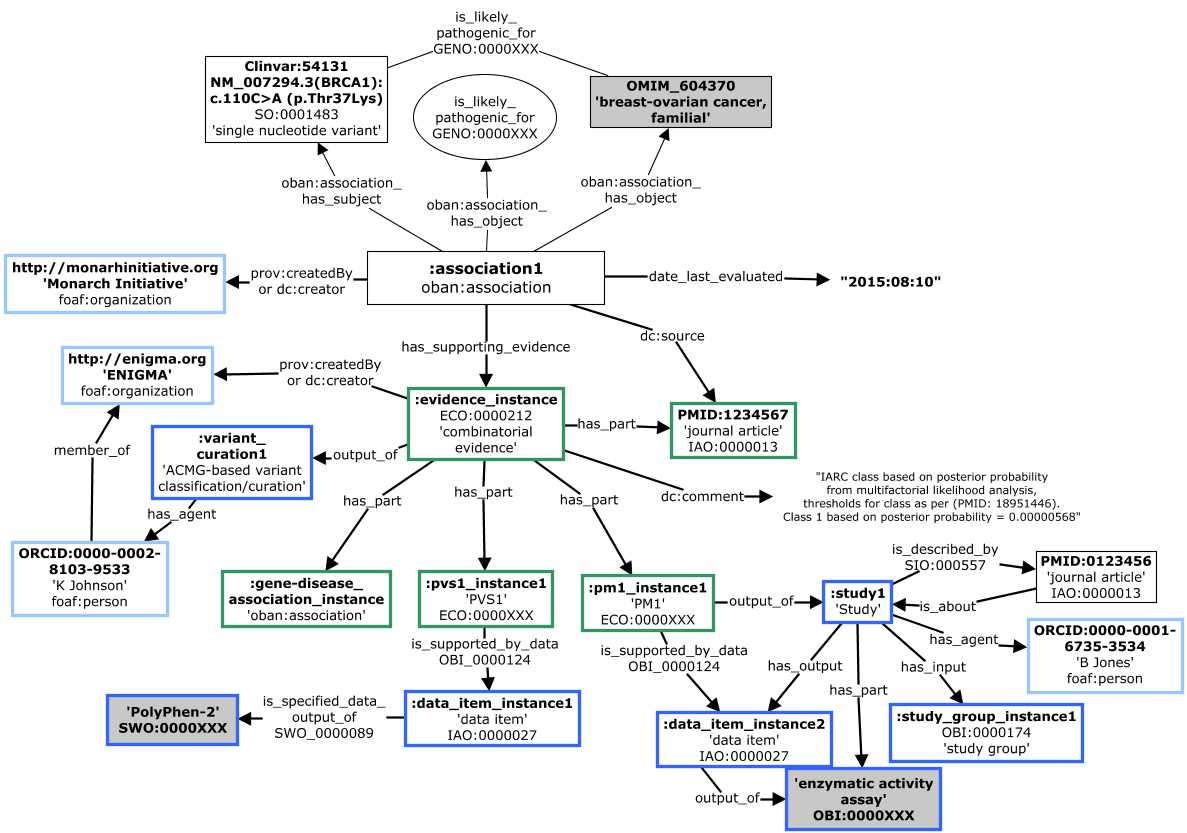 is_likely_
pathogenic_for
GENO:0000XXX
Clinvar:54131
NM_007294.3(BRCA1):
c.110C>A (p.Thr37Lys)
SO:0001483
'single nucleotide variant'
is_likely_
pathogenic_for
GENO:0000XXX
OMIM_604370
'breast-ovarian cancer,
familial'
oban:association_
has_subject
oban:association_
has_object
oban:association_
has_object
http://monarhinitiative.org
'Monarch Initiative'
foaf:organization
prov:createdBy
or dc:creator
:association1
oban:association
date_last_evaluated
"2015:08:10"
has_supporting_evidence
dc:source
http://enigma.org
'ENIGMA'
foaf:organization
prov:createdBy
or dc:creator
:evidence_instance
ECO:0000212
'combinatorial
evidence'
has_part
PMID:1234567
'journal article'
IAO:0000013
member_of
:variant_
curation1
'ACMG-based variant
classification/curation'
output_of
has_part
has_part
has_part
dc:comment
"IARC class based on posterior probability
from multifactorial likelihood analysis,
thresholds for class as per (PMID: 18951446).
Class 1 based on posterior probability = 0.00000568"
has_agent
ORCID:0000-0002-
8103-9533
'K Johnson'
foaf:person
:gene-disease_
association_instance
'oban:association'
:pvs1_instance1
'PVS1'
ECO:0000XXX
:pm1_instance1
'PM1'
ECO:0000XXX
output_of
:study1
'Study'
is_described_by
SIO:000557
is_about
PMID:0123456
'journal article'
IAO:0000013
has_agent
ORCID:0000-0001-
6735-3534
'B Jones'
foaf:person
is_supported_by_data
OBI_0000124
is_supported_by_data
OBI_0000124
has_output
has_part
has_input
'PolyPhen-2'
SWO:0000XXX
is_specified_data_
output_of
SWO_0000089
:data_item_instance1
'data item'
IAO:0000027
:data_item_instance2
'data item'
IAO:0000027
:study_group_instance1
OBI:0000174
'study group'
output_of
'enzymatic activity
assay'
OBI:0000XXX